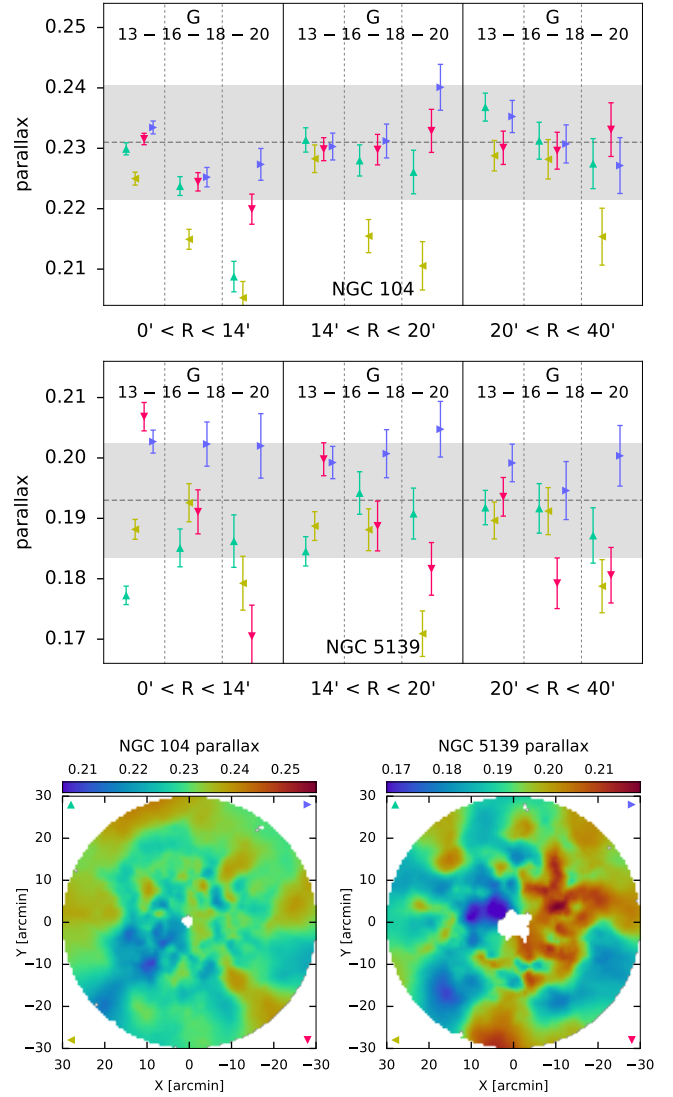 G
13 − 16 − 18 − 20
G
13 − 16 − 18 − 20
G
13 − 16 − 18 − 20
0.25
0.24
0.23
0.22
0.21
parallax
NGC 104
0' < R < 14'
14' < R < 20'
20' < R < 40'
G
13 − 16 − 18 − 20
G
13 − 16 − 18 − 20
G
13 − 16 − 18 − 20
0.21
0.20
0.19
0.18
0.17
parallax
NGC 5139
0' < R < 14'
14' < R < 20'
20' < R < 40'
NGC 104 parallax
0.21 0.22 0.23 0.24 0.25
30
20
10
0
−10
−20
−30
Y [arcmin]
30 20 10 0 −10 −20 −30
X [arcmin]
NGC 5139 parallax
0.17 0.18 0.19 0.20 0.21
30
20
10
0
−10
−20
−30
Y [arcmin]
30 20 10 0 −10 −20 −30
X [arcmin]